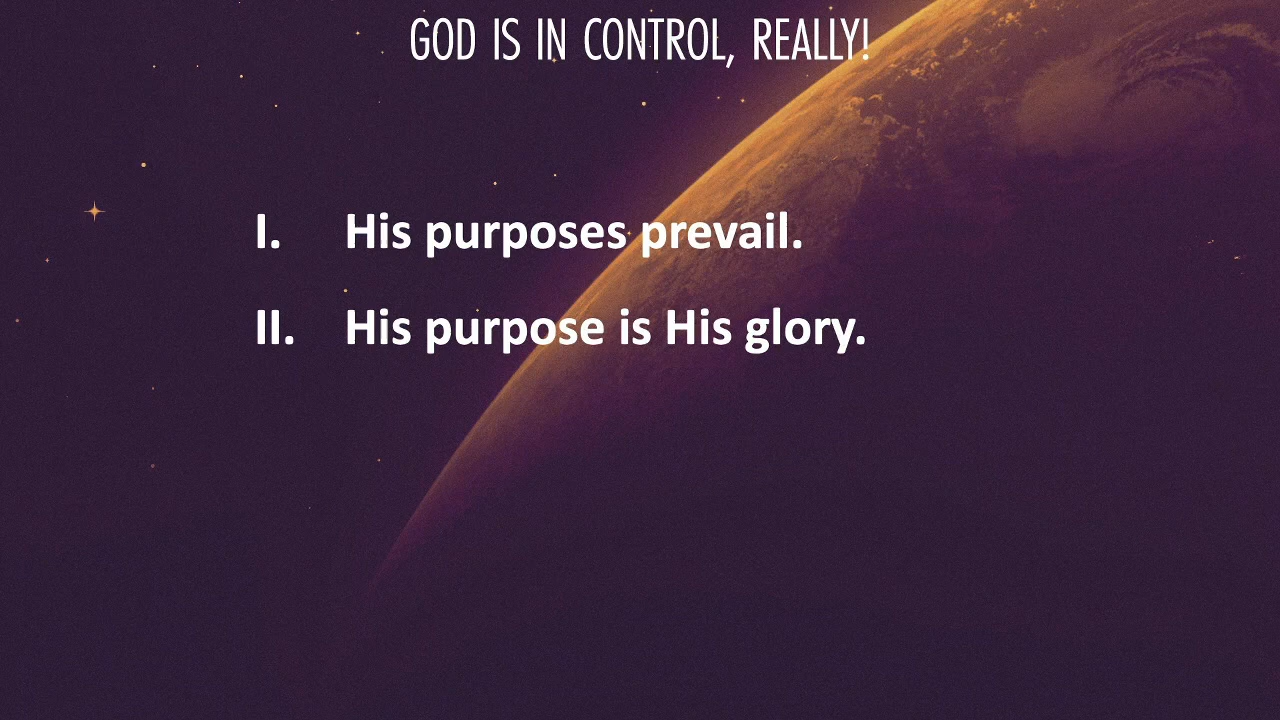 GOD IS IN CONTROL, REALLY!
I. His purposes prevail.
II. His purpose is His glory.